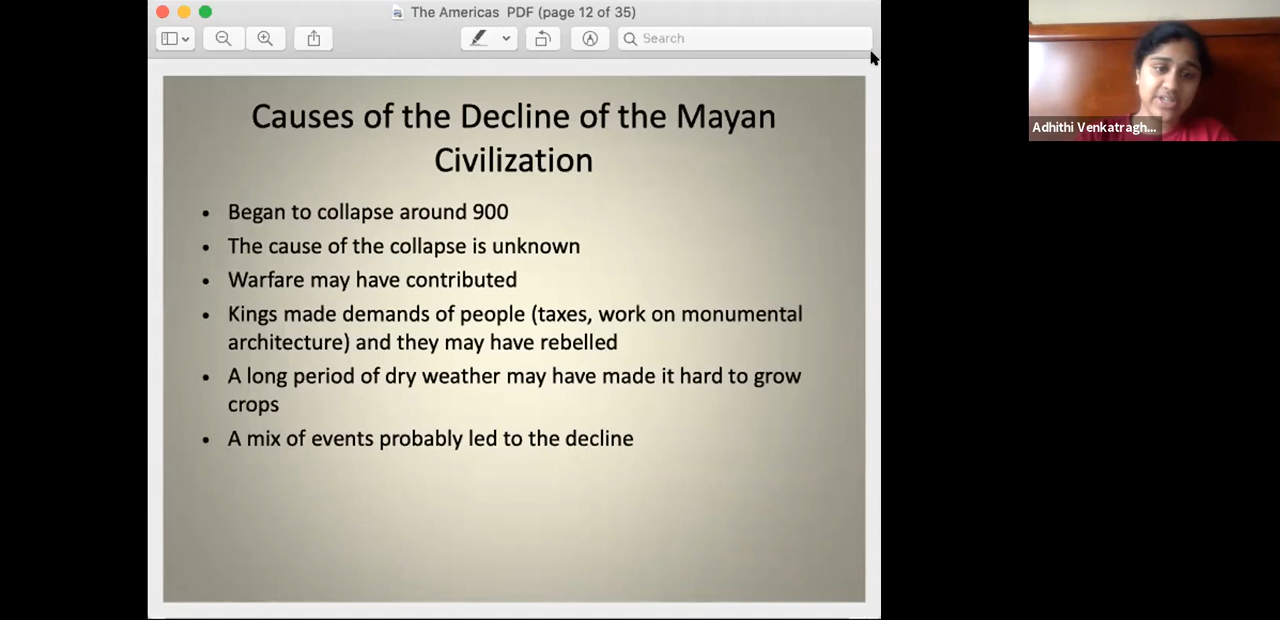 The Americas PDF (page 12 of 35)
Search
Causes of the Decline of the Mayan
Civilization
• Began to collapse around 900
• The cause of the collapse is unknown
• Warfare may have contributed
• Kings made demands of people (taxes, work on monumental
architecture) and they may have rebelled
• A long period of dry weather may have made it hard to grow
crops
• A mix of events probably led to the decline
Adhithi Venkatragh...